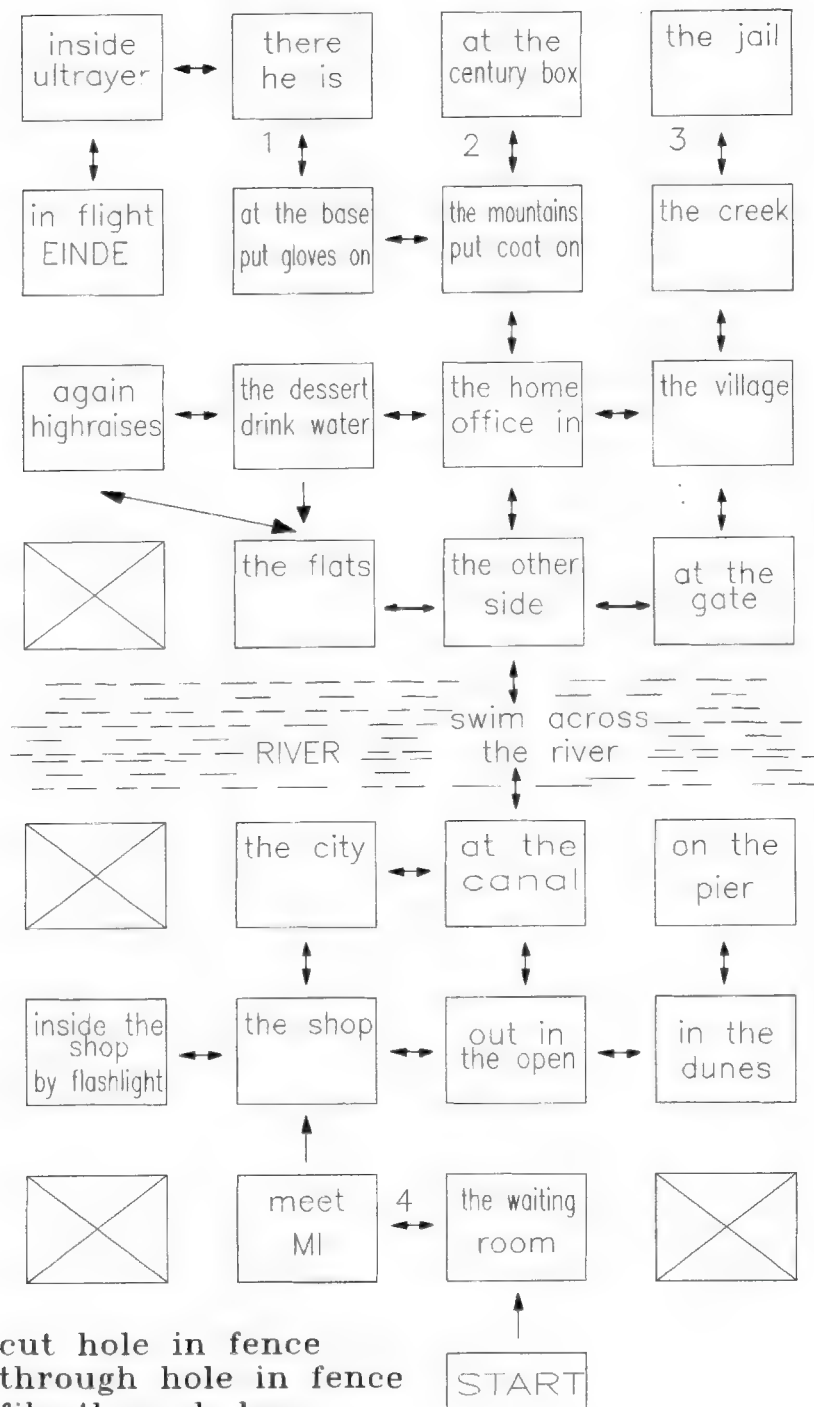 inside
ultrayer
there
he is
at the
century box
the jail
1
2
3
in flight
EINDE
at the base
put gloves on
the mountains
put coat on
the creek
again
highraises
the dessert
drink water
the home
office in
the village
the flats
the other
side
at the
gate
RIVER
swim across
the river
the city
at the
canal
on the
pier
inside the
shop
by flashlight
the shop
out in
the open
in the
dunes
meet
MI
4
the waiting
room
cut hole in fence
through hole in fence
START